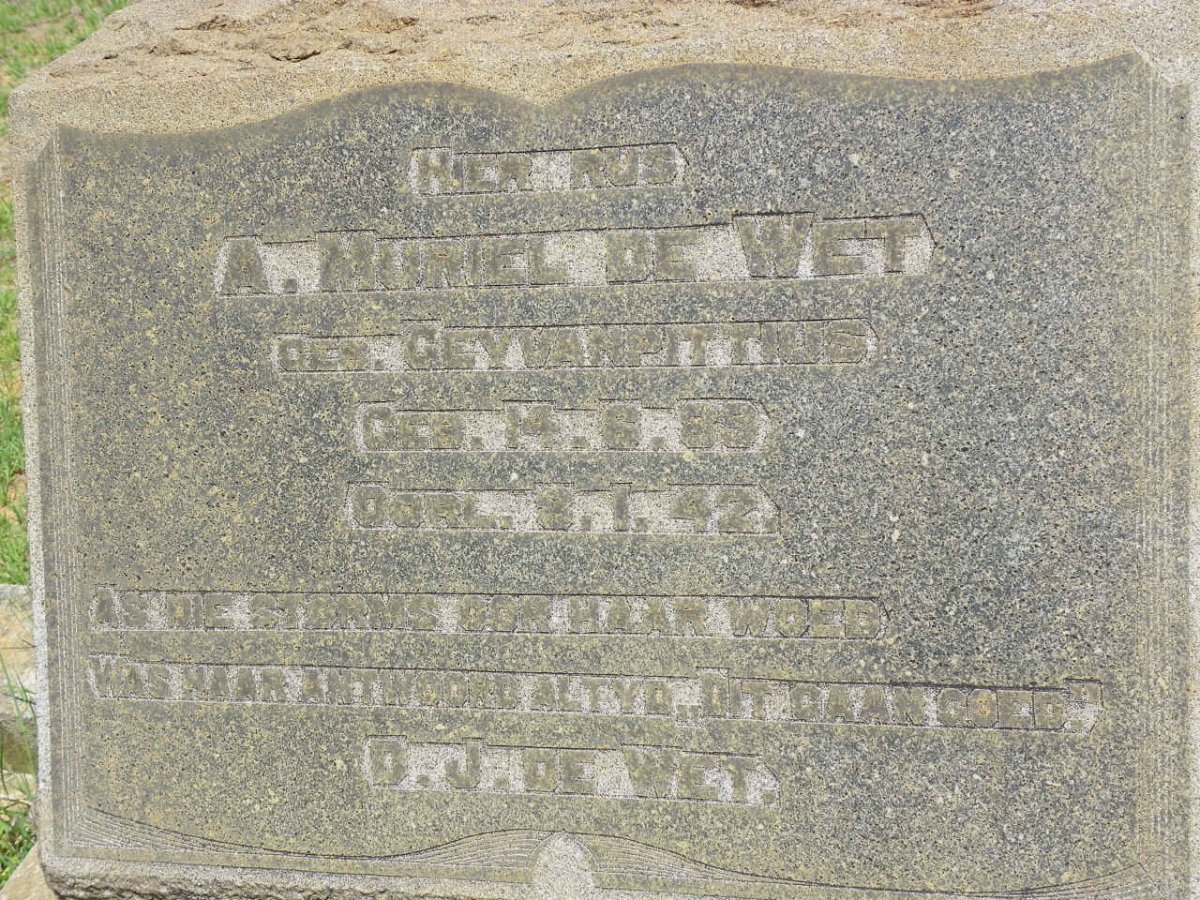 HIER RUS
A. MURIEL DE WET
GEB. GEYVANPITTIUS
GEB. 14. 6. 89
OORL. 3. 1. 42.
AS DIE STORMS OOK HAAR WOED
WAS HAAR ANTWOORD ALTYD „DIT GAAN GOED."
D. J. DE WET.